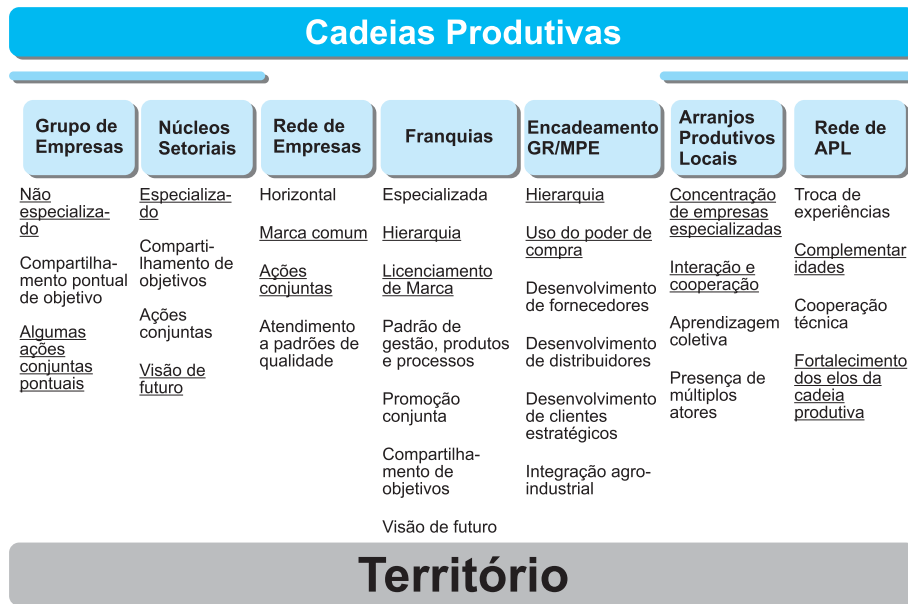 Cadeias Produtivas
Grupo de
Empresas
Não
especializa-
do
Compartilha-
mento pontual
de objetivo
Algumas
ações
conjuntas
pontuais
Núcleos
Setoriais
Especializa-
do
Comparti-
lhamento de
objetivos
Ações
conjuntas
Visão de
futuro
Rede de
Empresas
Horizontal
Marca comum
Ações
conjuntas
Atendimento
a padrões de
qualidade
Franquias
Especializada
Hierarquia
Licenciamento
de Marca
Padrão de
gestão, produtos
e processos
Promoção
conjunta
Compartilha-
mento de
objetivos
Visão de futuro
Encadeamento
GR/MPE
Hierarquia
Uso do poder de
compra
Desenvolvimento
de fornecedores
Desenvolvimento
de distribuidores
Desenvolvimento
de clientes
estratégicos
Integração agro-
industrial
Arranjos
Produtivos
Locais
Concentração
de empresas
especializadas
Interação e
cooperação
Aprendizagem
coletiva
Presença de
múltiplos
atores
Rede de
APL
Troca de
experiências
Complementar
idades
Cooperação
técnica
Fortalecimento
dos elos da
cadeia
produtiva
Território